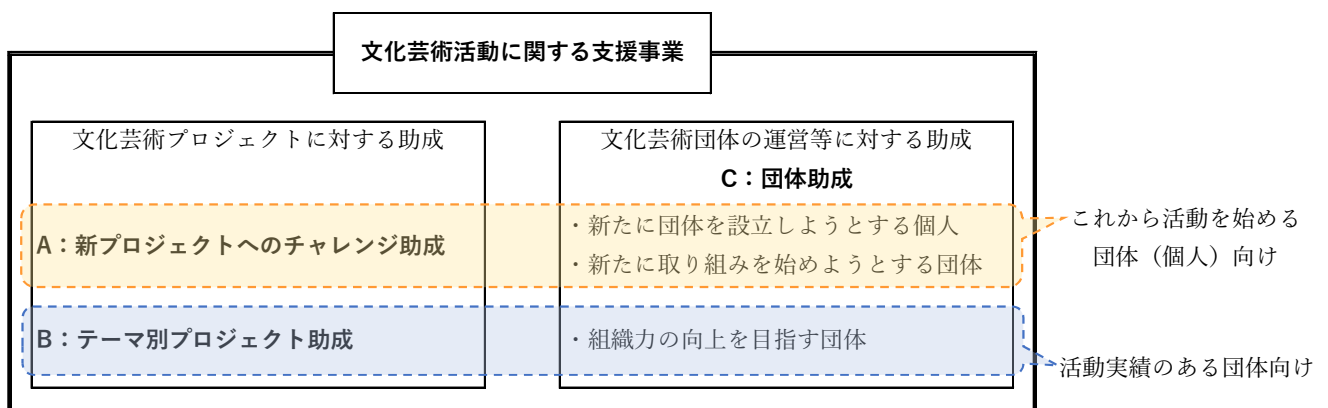 文化芸術活動に関する支援事業
文化芸術プロジェクトに対する助成
文化芸術団体の運営等に対する助成
C：団体助成
A：新プロジェクトへのチャレンジ助成
・新たに団体を設立しようとする個人
・新たに取り組みを始めようとする団体
これから活動を始める
団体（個人）向け
B：テーマ別プロジェクト助成
・組織力の向上を目指す団体
活動実績のある団体向け